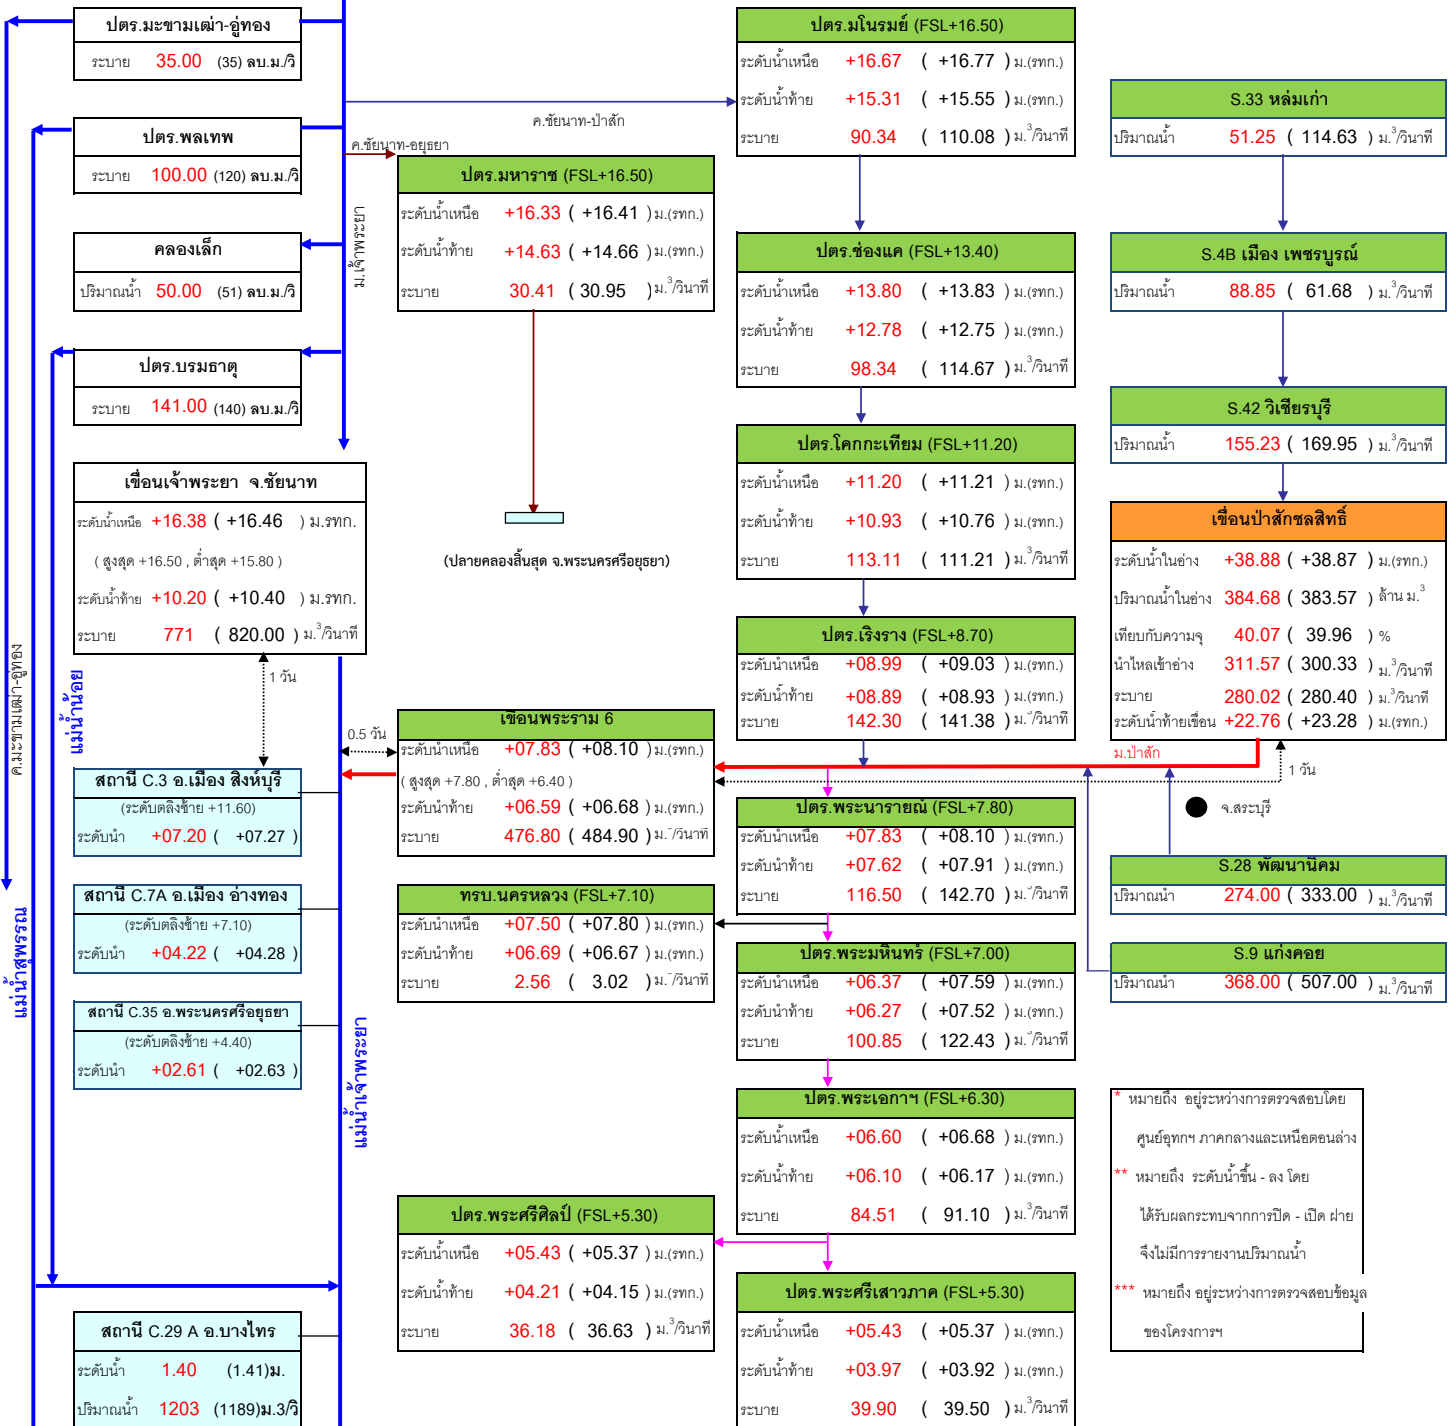 ปตร.มะขามเฒ่า-อู่ทอง
ระบาย 35.00 (35) ลบ.ม./วิ
ปตร.พลเทพ
ระบาย 100.00 (120) ลบ.ม./วิ
คลองเล็ก
ปริมาณน้ำ 50.00 (51) ลบ.ม./วิ
ปตร.บรมธาตุ
ระบาย 141.00 (140) ลบ.ม./วิ
เขื่อนเจ้าพระยา จ.ชัยนาท
ระดับน้ำเหนือ +16.38 ( +16.46 ) ม.รทก.
( สูงสุด +16.50 , ต่ำสุด +15.80 )
ระดับน้ำท้าย +10.20 ( +10.40 ) ม.รทก.
ระบาย 771 ( 820.00 ) ม.3/วินาที
1 วัน
สถานี C.3 อ.เมือง สิงห์บุรี
(ระดับตลิ่งซ้าย +11.60)
ระดับน้ำ +07.20 ( +07.27 )
สถานี C.7A อ.เมือง อ่างทอง
(ระดับตลิ่งซ้าย +7.10)
ระดับน้ำ +04.22 ( +04.28 )
สถานี C.35 อ.พระนครศรีอยุธยา
(ระดับตลิ่งซ้าย +4.40)
ระดับน้ำ +02.61 ( +02.63 )
สถานี C.29 A อ.บางไทร
ระดับน้ำ 1.40 (1.41)ม.
ปริมาณน้ำ 1203 (1189)ม.3/วิ
ค.มะขามเฒ่า-อู่ทอง
แม่น้ำสุพรรณ
แม่น้ำน้อย
ม.เจ้าพระยา
แม่น้ำเจ้าพระยา
ค.ชัยนาท-ป่าสัก
ค.ชัยนาท-อยุธยา
ปตร.มหาราช (FSL+16.50)
ระดับน้ำเหนือ +16.33 ( +16.41 ) ม.(รทก.)
ระดับน้ำท้าย +14.63 ( +14.66 ) ม.(รทก.)
ระบาย 30.41 ( 30.95 ) ม.3/วินาที
(ปลายคลองสิ้นสุด จ.พระนครศรีอยุธยา)
0.5 วัน
เขื่อนพระราม 6
ระดับน้ำเหนือ +07.83 ( +08.10 ) ม.(รทก.)
( สูงสุด +7.80 , ต่ำสุด +6.40 )
ระดับน้ำท้าย +06.59 ( +06.68 ) ม.(รทก.)
ระบาย 476.80 ( 484.90 ) ม.3/วินาที
ทรบ.นครหลวง (FSL+7.10)
ระดับน้ำเหนือ +07.50 ( +07.80 ) ม.(รทก.)
ระดับน้ำท้าย +06.69 ( +06.67 ) ม.(รทก.)
ระบาย 2.56 ( 3.02 ) ม.3/วินาที
ปตร.พระศรีศิลป์ (FSL+5.30)
ระดับน้ำเหนือ +05.43 ( +05.37 ) ม.(รทก.)
ระดับน้ำท้าย +04.21 ( +04.15 ) ม.(รทก.)
ระบาย 36.18 ( 36.63 ) ม.3/วินาที
ปตร.มโนรมย์ (FSL+16.50)
ระดับน้ำเหนือ +16.67 ( +16.77 ) ม.(รทก.)
ระดับน้ำท้าย +15.31 ( +15.55 ) ม.(รทก.)
ระบาย 90.34 ( 110.08 ) ม.3/วินาที
ปตร.ช่องแค (FSL+13.40)
ระดับน้ำเหนือ +13.80 ( +13.83 ) ม.(รทก.)
ระดับน้ำท้าย +12.78 ( +12.75 ) ม.(รทก.)
ระบาย 98.34 ( 114.67 ) ม.3/วินาที
ปตร.โคกกะเทียม (FSL+11.20)
ระดับน้ำเหนือ +11.20 ( +11.21 ) ม.(รทก.)
ระดับน้ำท้าย +10.93 ( +10.76 ) ม.(รทก.)
ระบาย 113.11 ( 111.21 ) ม.3/วินาที
ปตร.เริงราง (FSL+8.70)
ระดับน้ำเหนือ +08.99 ( +09.03 ) ม.(รทก.)
ระดับน้ำท้าย +08.89 ( +08.93 ) ม.(รทก.)
ระบาย 142.30 ( 141.38 ) ม.3/วินาที
ปตร.พระนารายณ์ (FSL+7.80)
ระดับน้ำเหนือ +07.83 ( +08.10 ) ม.(รทก.)
ระดับน้ำท้าย +07.62 ( +07.91 ) ม.(รทก.)
ระบาย 116.50 ( 142.70 ) ม.3/วินาที
ปตร.พระมหินทร์ (FSL+7.00)
ระดับน้ำเหนือ +06.37 ( +07.59 ) ม.(รทก.)
ระดับน้ำท้าย +06.27 ( +07.52 ) ม.(รทก.)
ระบาย 100.85 ( 122.43 ) ม.3/วินาที
ปตร.พระเอกาฯ (FSL+6.30)
ระดับน้ำเหนือ +06.60 ( +06.68 ) ม.(รทก.)
ระดับน้ำท้าย +06.10 ( +06.17 ) ม.(รทก.)
ระบาย 84.51 ( 91.10 ) ม.3/วินาที
ปตร.พระศรีเสาวภาค (FSL+5.30)
ระดับน้ำเหนือ +05.43 ( +05.37 ) ม.(รทก.)
ระดับน้ำท้าย +03.97 ( +03.92 ) ม.(รทก.)
ระบาย 39.90 ( 39.50 ) ม.3/วินาที
S.33 หล่มเก่า
ปริมาณน้ำ 51.25 ( 114.63 ) ม.3/วินาที
S.4B เมือง เพชรบูรณ์
ปริมาณน้ำ 88.85 ( 61.68 ) ม.3/วินาที
S.42 วิเชียรบุรี
ปริมาณน้ำ 155.23 ( 169.95 ) ม.3/วินาที
เขื่อนป่าสักชลสิทธิ์
ระดับน้ำในอ่าง +38.88 ( +38.87 ) ม.(รทก.)
ปริมาณน้ำในอ่าง 384.68 ( 383.57 ) ล้าน ม.3
เทียบกับความจุ 40.07 ( 39.96 ) %
น้ำไหลเข้าอ่าง 311.57 ( 300.33 ) ม.3/วินาที
ระบาย 280.02 ( 280.40 ) ม.3/วินาที
ระดับน้ำท้ายเขื่อน +22.76 ( +23.28 ) ม.(รทก.)
ม.ป่าสัก
1 วัน
จ.สระบุรี
S.28 พัฒนานิคม
ปริมาณน้ำ 274.00 ( 333.00 ) ม.3/วินาที
S.9 แก่งคอย
ปริมาณน้ำ 368.00 ( 507.00 ) ม.3/วินาที
* หมายถึง อยู่ระหว่างการตรวจสอบโดย
ศูนย์อุทกฯ ภาคกลางและเหนือตอนล่าง
** หมายถึง ระดับน้ำขึ้น - ลง โดย
ได้รับผลกระทบจากการปิด - เปิด ฝาย
จึงไม่มีการรายงานปริมาณน้ำ
*** หมายถึง อยู่ระหว่างการตรวจสอบข้อมูล
ของโครงการฯ